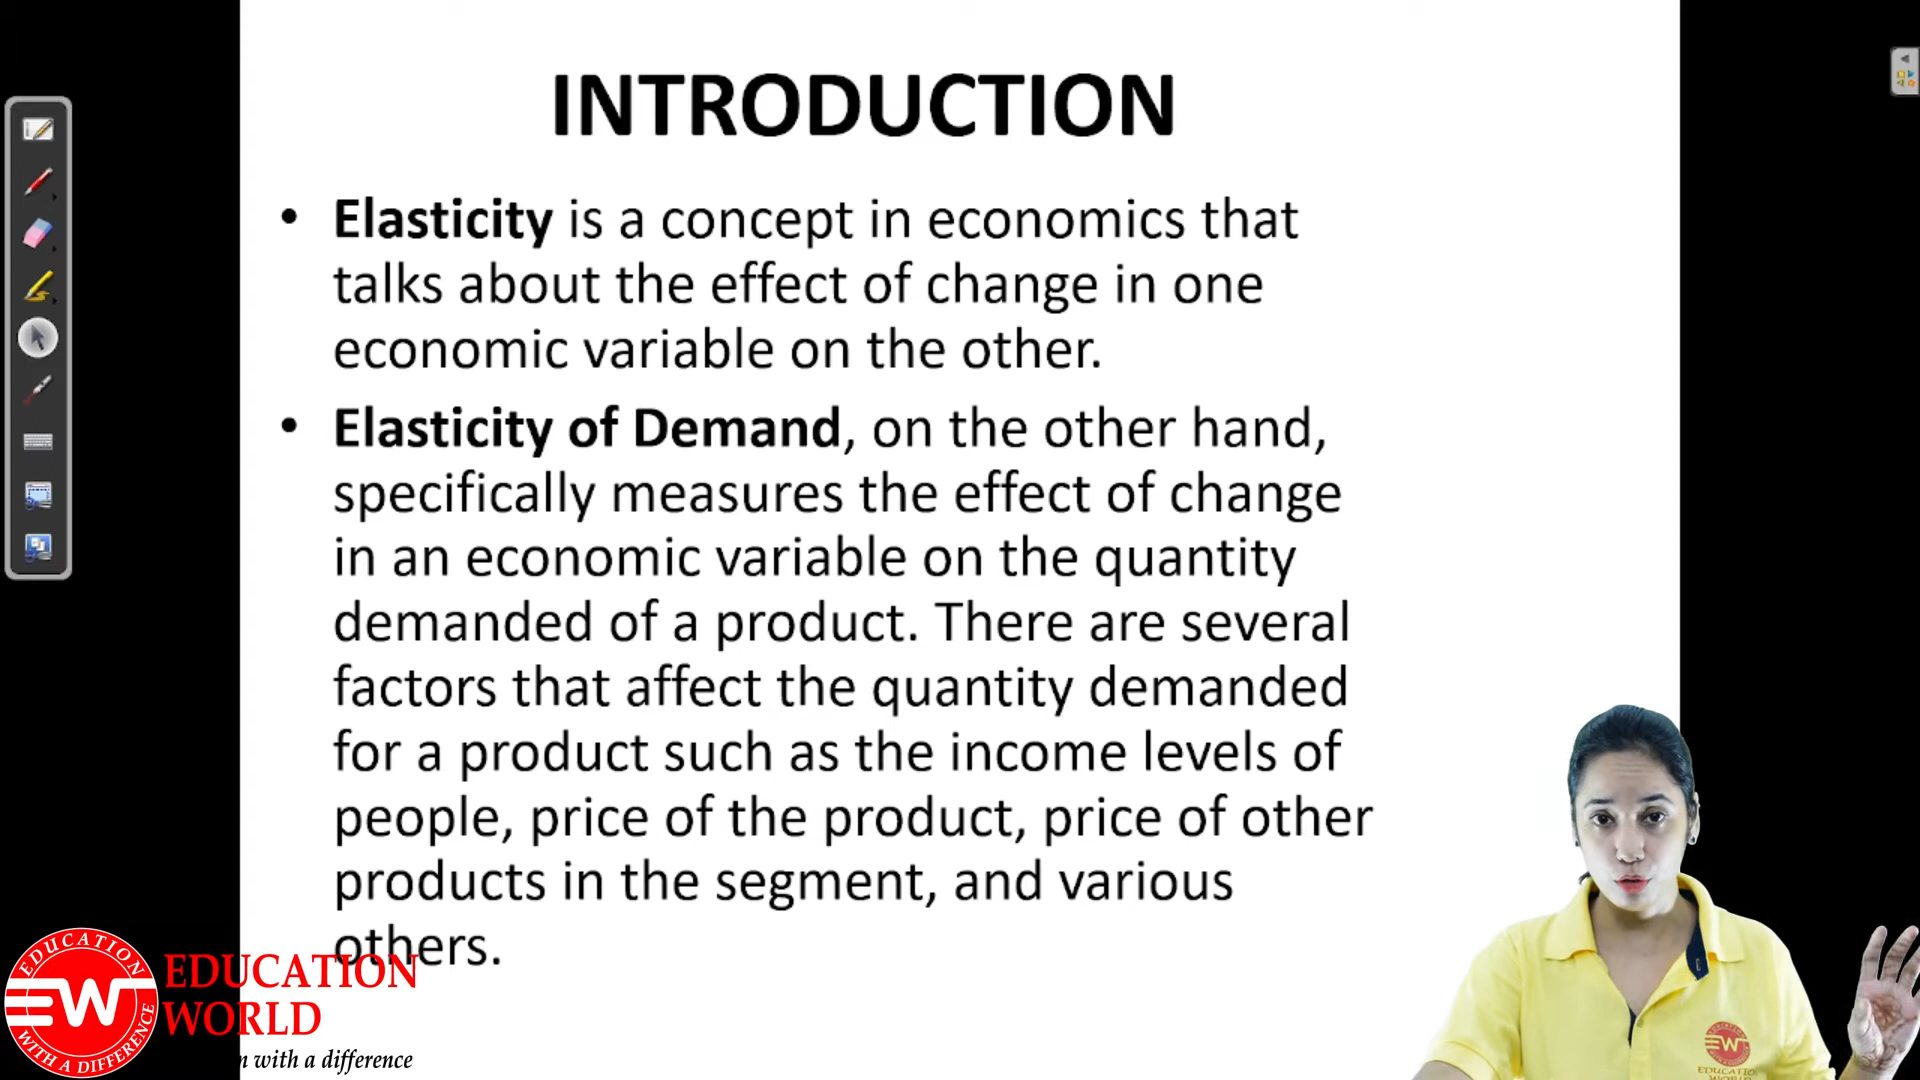 INTRODUCTION
• Elasticity is a concept in economics that
talks about the effect of change in one
economic variable on the other.
• Elasticity of Demand, on the other hand,
specifically measures the effect of change
in an economic variable on the quantity
demanded of a product. There are several
factors that affect the quantity demanded
for a product such as the income levels of
people, price of the product, price of other
products in the segment, and various
others.
EDUCATION
EW
WITH A DIFFERENCE
EDUCATION
WORLD
with a difference
EW
EDUCATIO
WORLD